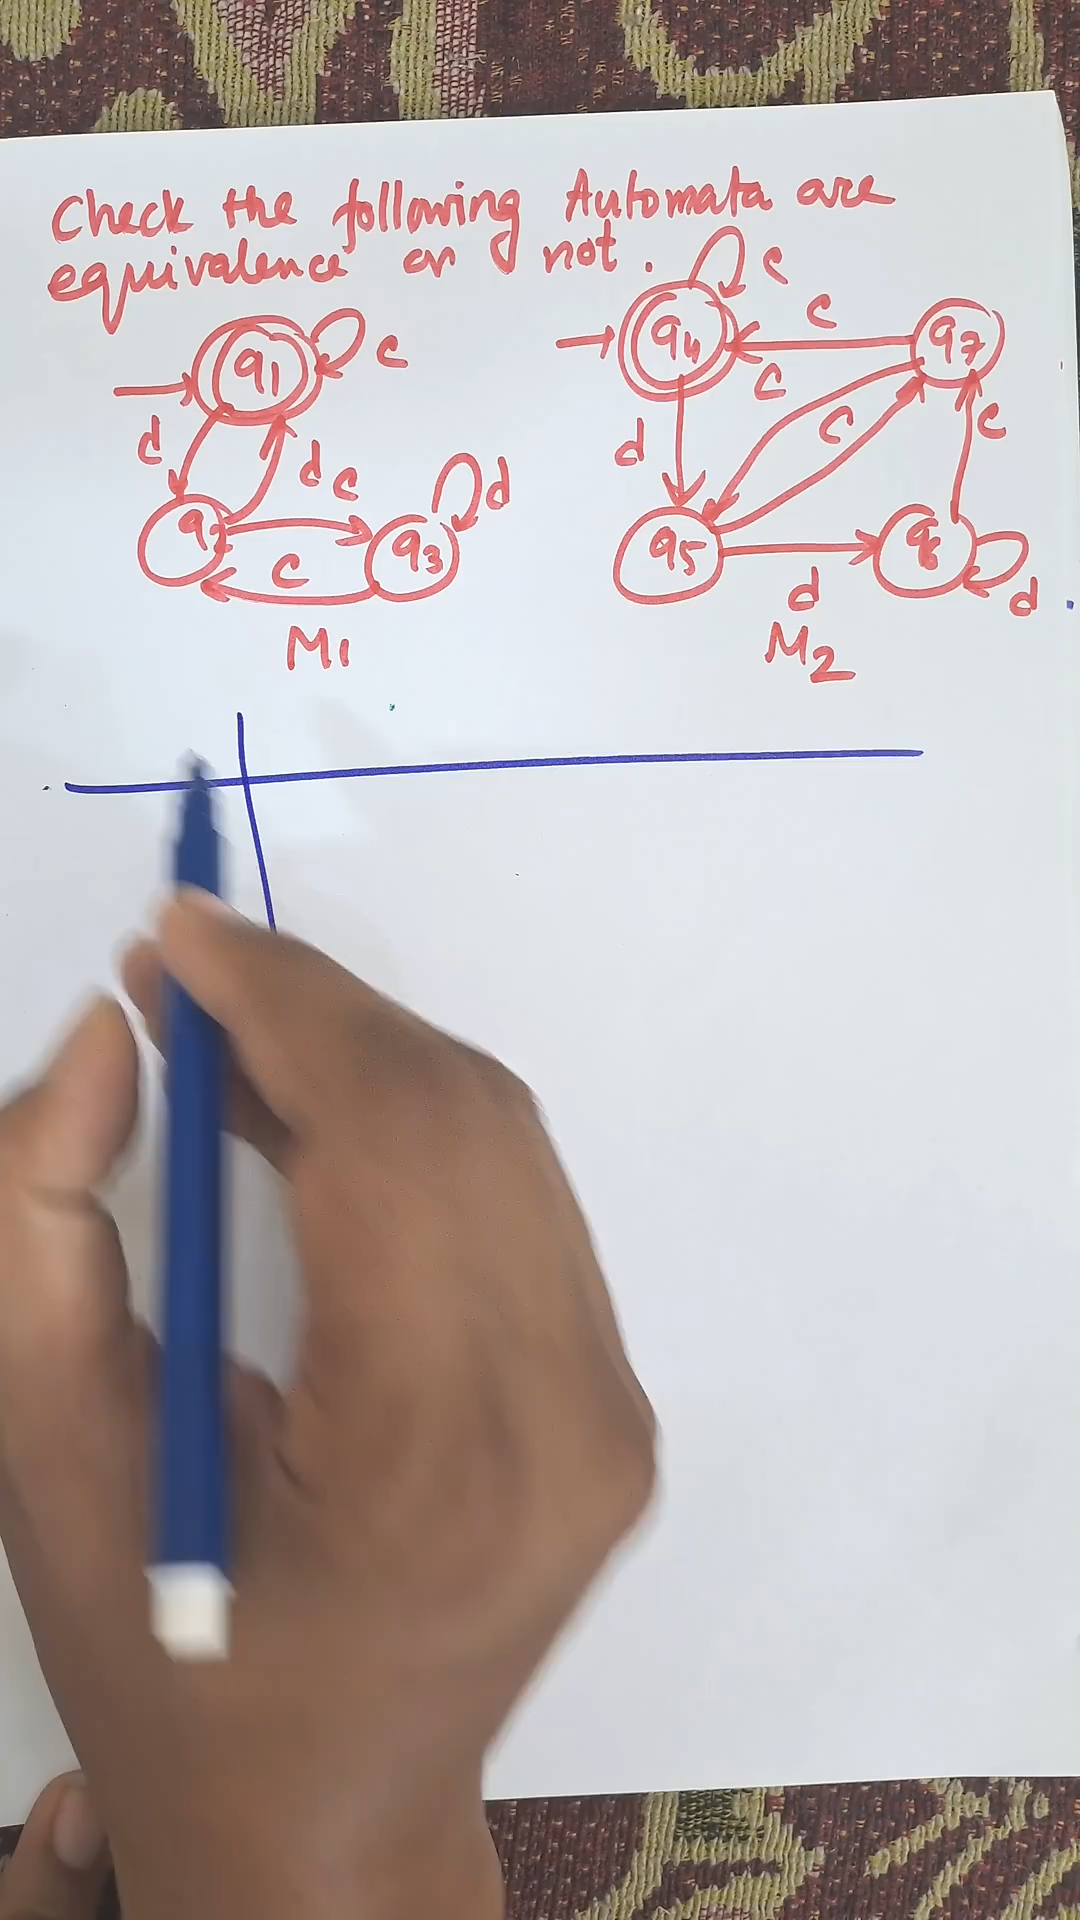 Check the following Automata are
equivalence or not.
q1
c
d
d
q2
c
c
q3
d
M1
q4
c
c
q7
c
c
d
c
q5
d
q6
d
M2